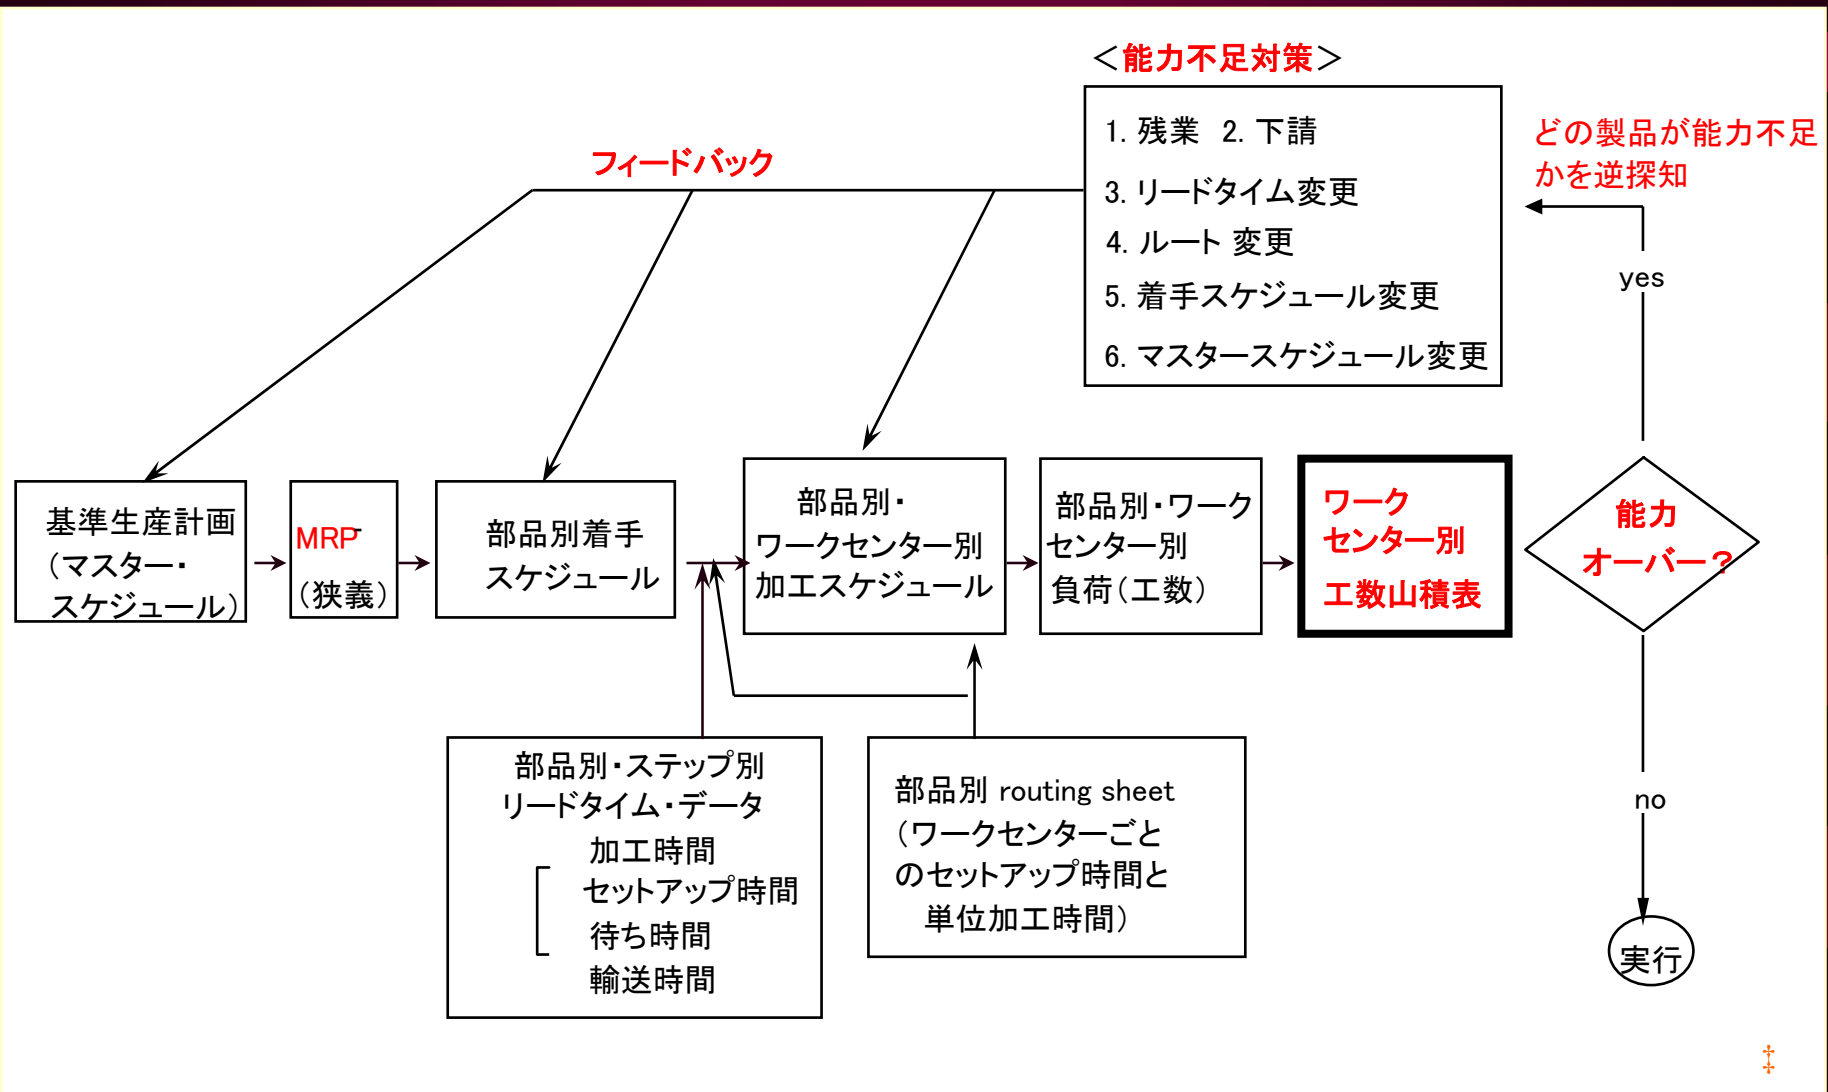 ＜能力不足対策＞
1. 残業 2. 下請
3. リードタイム変更
4. ルート 変更
5. 着手スケジュール変更
6. マスタースケジュール変更
どの製品が能力不足
かを逆探知
フィードバック
yes
基準生産計画
（マスター・
スケジュール）
MRP
（狭義）
部品別着手
スケジュール
部品別・
ワークセンター別
加工スケジュール
部品別・ワーク
センター別
負荷（工数）
ワーク
センター別
工数山積表
能力
オーバー？
部品別・ステップ別
リードタイム・データ
加工時間
セットアップ時間
待ち時間
輸送時間
部品別 routing sheet
（ワークセンターごと
のセットアップ時間と
単位加工時間）
no
実行
‡